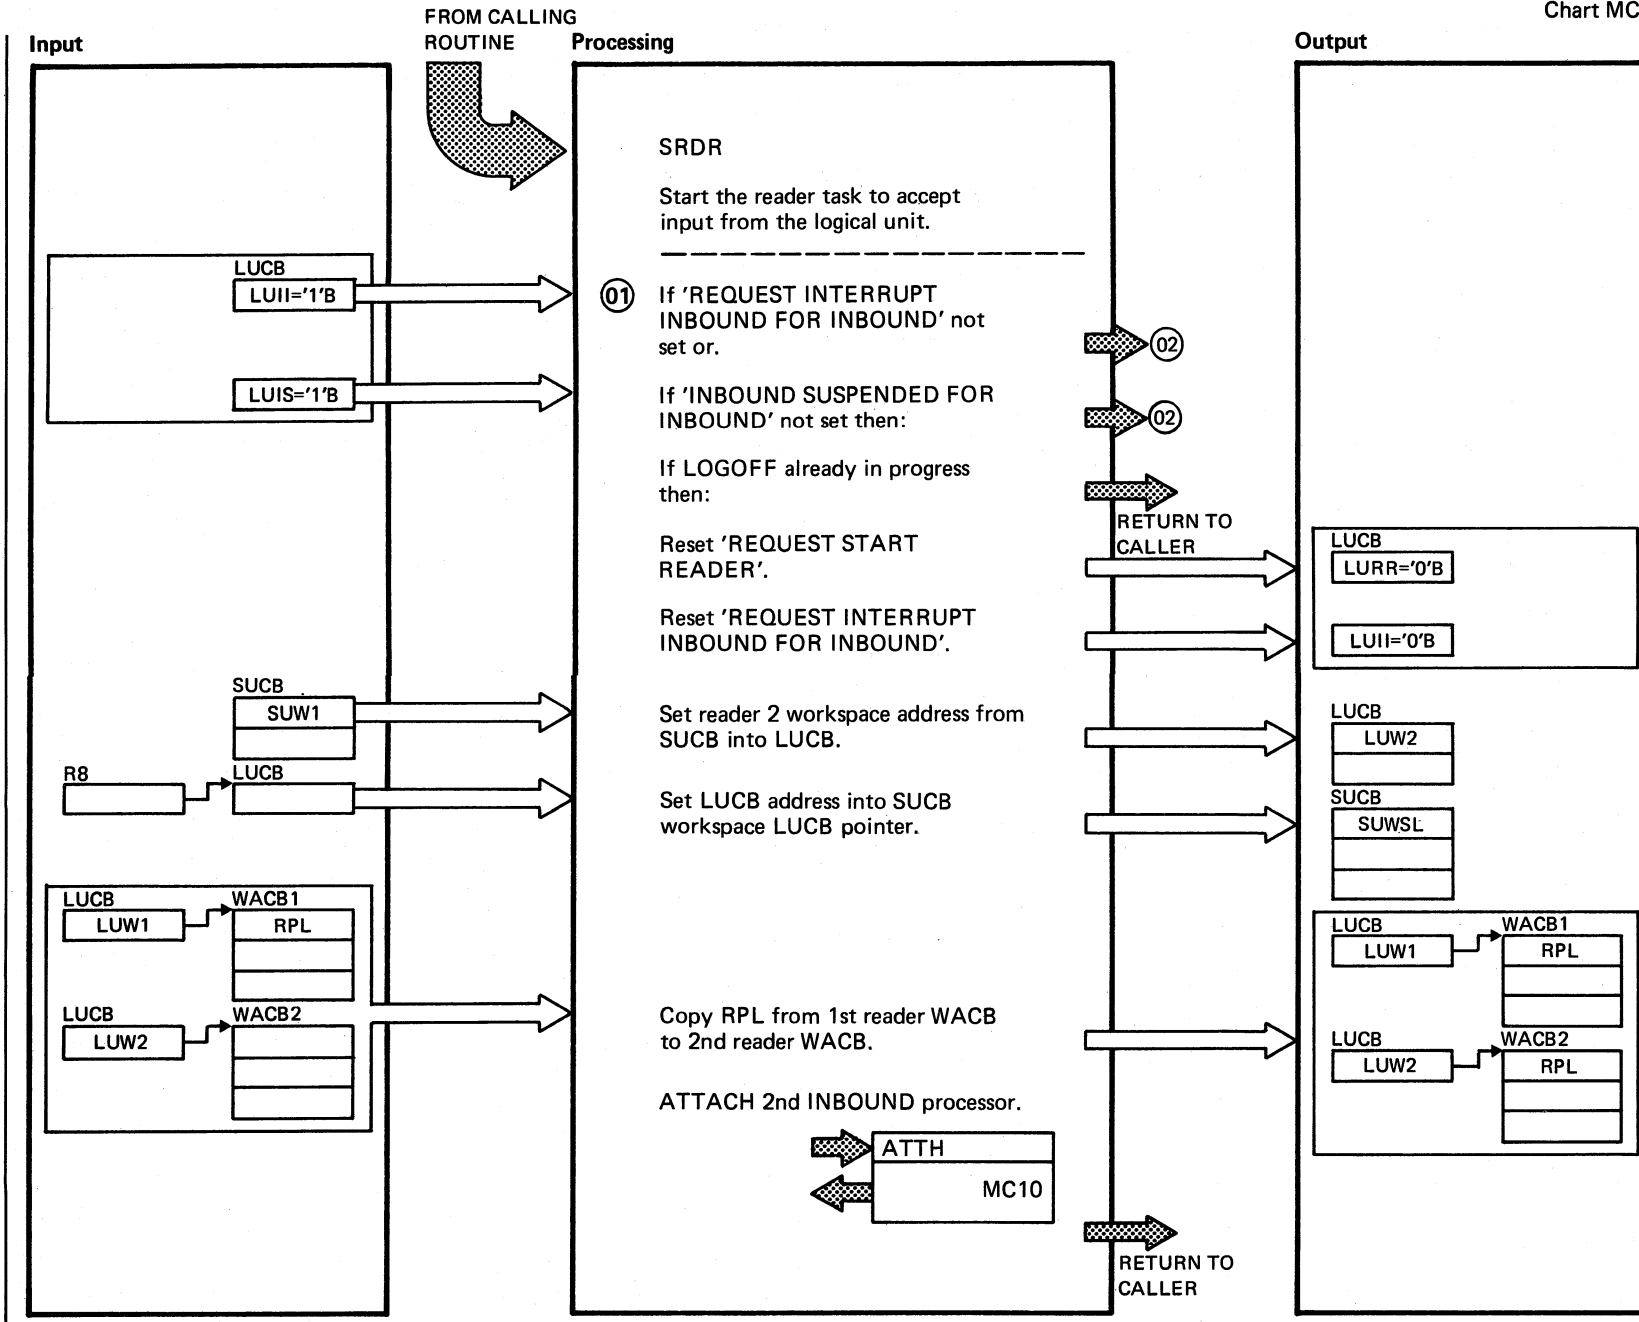 Chart MC
FROM CALLING
ROUTINE
Input
Processing
Output
SRDR
Start the reader task to accept
input from the logical unit.
LUCB
LUII='1'B
01
If 'REQUEST INTERRUPT
INBOUND FOR INBOUND' not
set or.
02
LUIS='1'B
If 'INBOUND SUSPENDED FOR
INBOUND' not set then:
02
If LOGOFF already in progress
then:
RETURN TO
CALLER
Reset 'REQUEST START
READER'.
LUCB
LURR='0'B
Reset 'REQUEST INTERRUPT
INBOUND FOR INBOUND'.
LUII='0'B
SUCB
SUW1
Set reader 2 workspace address from
SUCB into LUCB.
LUCB
LUW2
R8
LUCB
Set LUCB address into SUCB
workspace LUCB pointer.
SUCB
SUWSL
LUCB
LUW1
WACB1
RPL
LUCB
LUW2
WACB2
Copy RPL from 1st reader WACB
to 2nd reader WACB.
LUCB
LUW1
WACB1
RPL
LUCB
LUW2
WACB2
RPL
ATTACH 2nd INBOUND processor.
ATTH
MC10
RETURN TO
CALLER